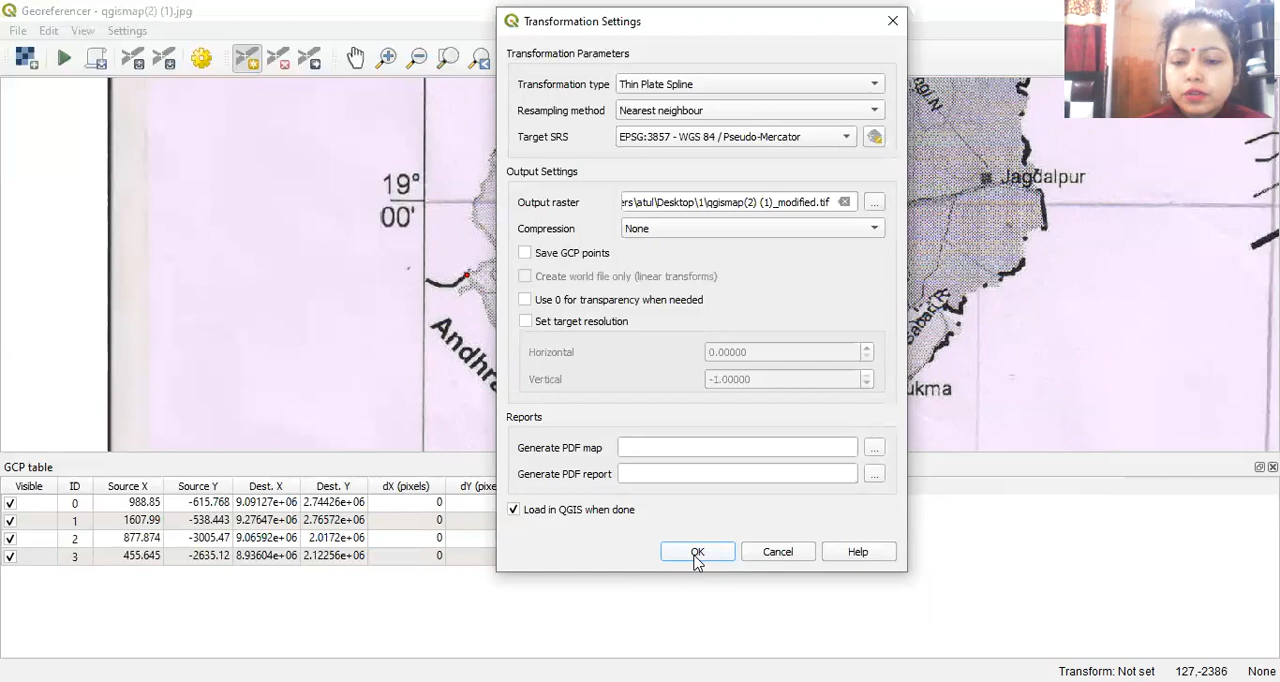 Georeferencer - qgismap(2) (1).jpg
File Edit View Settings
Transformation Settings
Transformation Parameters
Transformation type Thin Plate Spline
Resampling method Nearest neighbour
Target SRS EPSG:3857 - WGS 84 / Pseudo-Mercator
Output Settings
Output raster ers\atul\Desktop\1\qgismap(2) (1)_modified.tif ...
Compression None
Save GCP points
Create world file only (linear transforms)
Use 0 for transparency when needed
Set target resolution
Horizontal 0.00000
Vertical -1.00000
Reports
Generate PDF map ...
Generate PDF report ...
Load in QGIS when done
OK Cancel Help
19°
00'
Andhra
Jagdalpur
Sabari R
ukma
GCP table
Visible ID Source X Source Y Dest. X Dest. Y dX (pixels) dY (pixe
0 988.85 -615.768 9.09127e+06 2.74426e+06 0
1 1607.99 -538.443 9.27647e+06 2.76572e+06 0
2 877.874 -3005.47 9.06592e+06 2.0172e+06 0
3 455.645 -2635.12 8.93604e+06 2.12256e+06 0
Transform: Not set 127,-2386 None